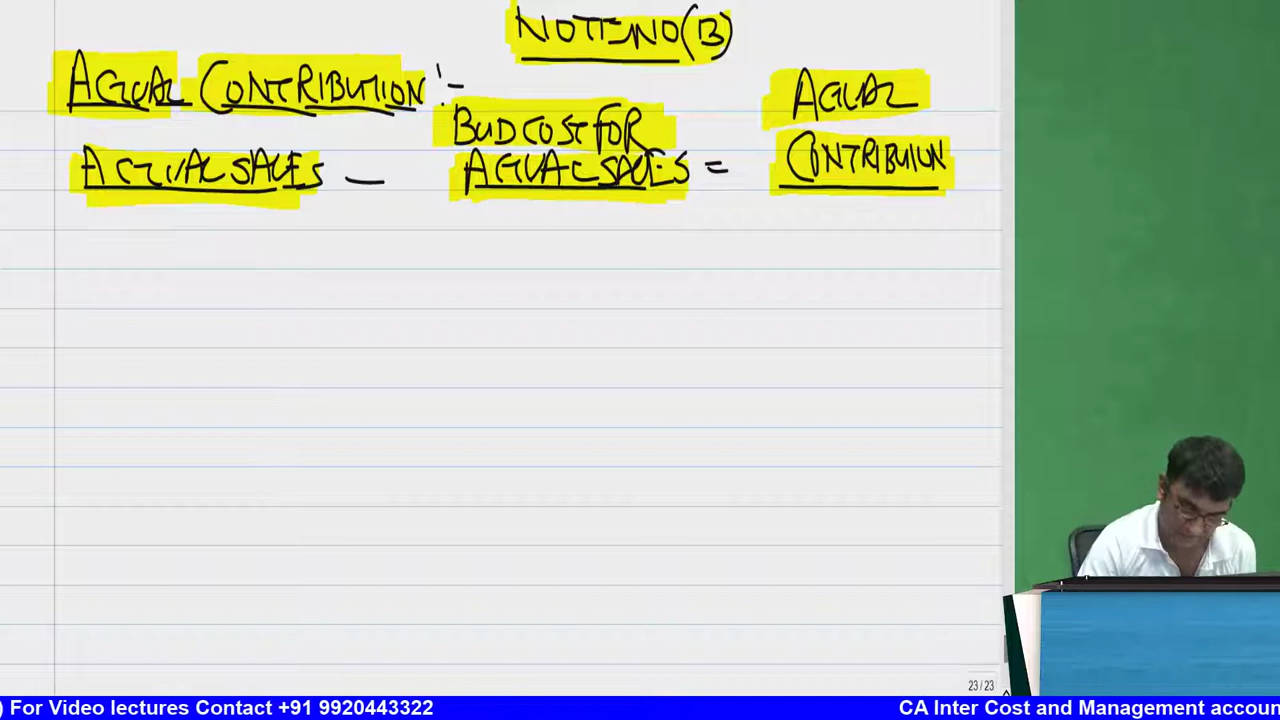 NOTE NO (B)
ACTUAL CONTRIBUTION :-
ACTUAL SALES - BUD COST FOR ACTUAL SALES = ACTUAL CONTRIBUTION
23 / 23
) For Video lectures Contact +91 9920443322
CA Inter Cost and Management accoun